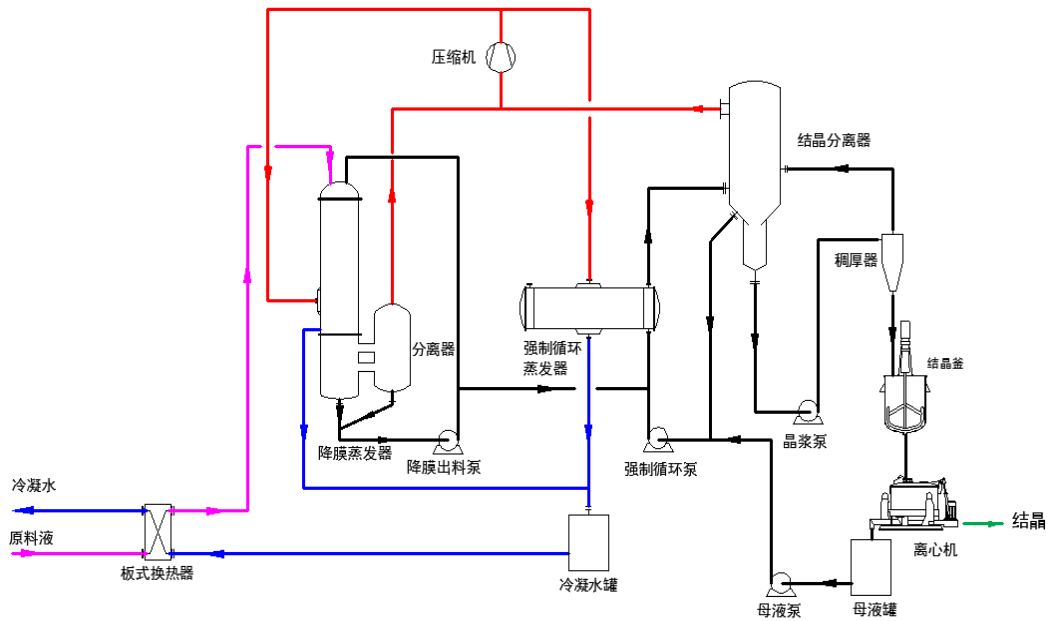 压缩机
结晶分离器
稠厚器
分离器
强制循环
蒸发器
结晶釜
晶浆泵
降膜蒸发器
降膜出料泵
强制循环泵
冷凝水
原料液
板式换热器
冷凝水罐
结晶
离心机
母液泵
母液罐